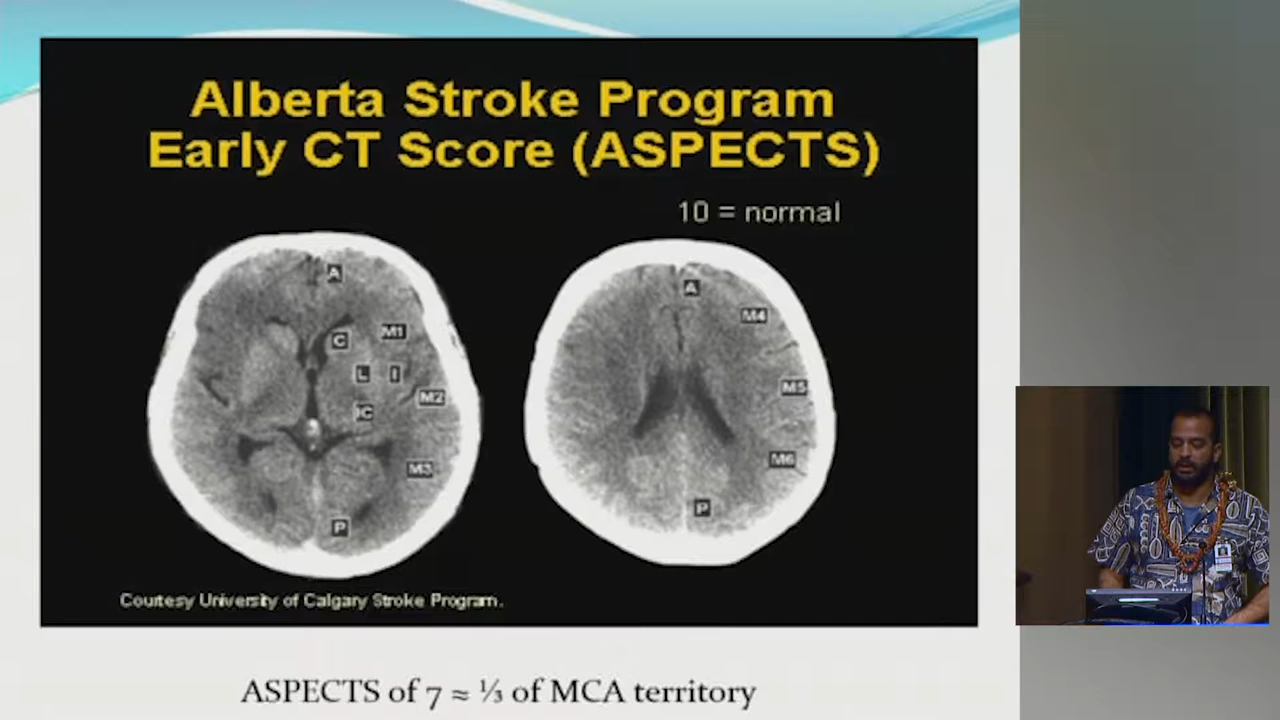 Alberta Stroke Program
Early CT Score (ASPECTS)
10 = normal
A
C
M1
L
I
M2
IC
M3
P
A
M4
M5
M6
P
Courtesy University of Calgary Stroke Program.
ASPECTS of 7 ≈ ⅓ of MCA territory